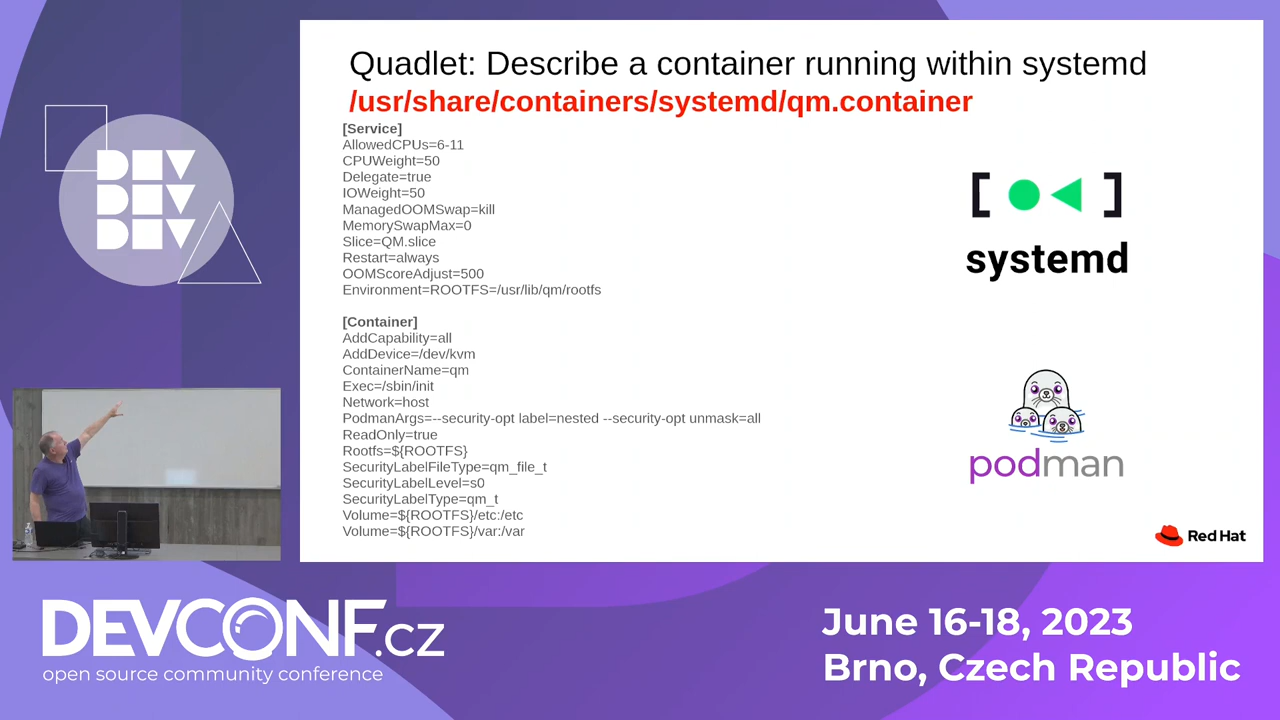 Quadlet: Describe a container running within systemd
/usr/share/containers/systemd/qm.container
[Service]
AllowedCPUs=6-11
CPUWeight=50
Delegate=true
IOWeight=50
ManagedOOMSwap=kill
MemorySwapMax=0
Slice=QM.slice
Restart=always
OOMScoreAdjust=500
Environment=ROOTFS=/usr/lib/qm/rootfs
[Container]
AddCapability=all
AddDevice=/dev/kvm
ContainerName=qm
Exec=/sbin/init
Network=host
PodmanArgs=--security-opt label=nested --security-opt unmask=all
ReadOnly=true
Rootfs=${ROOTFS}
SecurityLabelFileType=qm_file_t
SecurityLabelLevel=s0
SecurityLabelType=qm_t
Volume=${ROOTFS}/etc:/etc
Volume=${ROOTFS}/var:/var
systemd
podman
Red Hat
DEV
DEV
DEV
DEVCONF.cz
open source community conference
June 16-18, 2023
Brno, Czech Republic